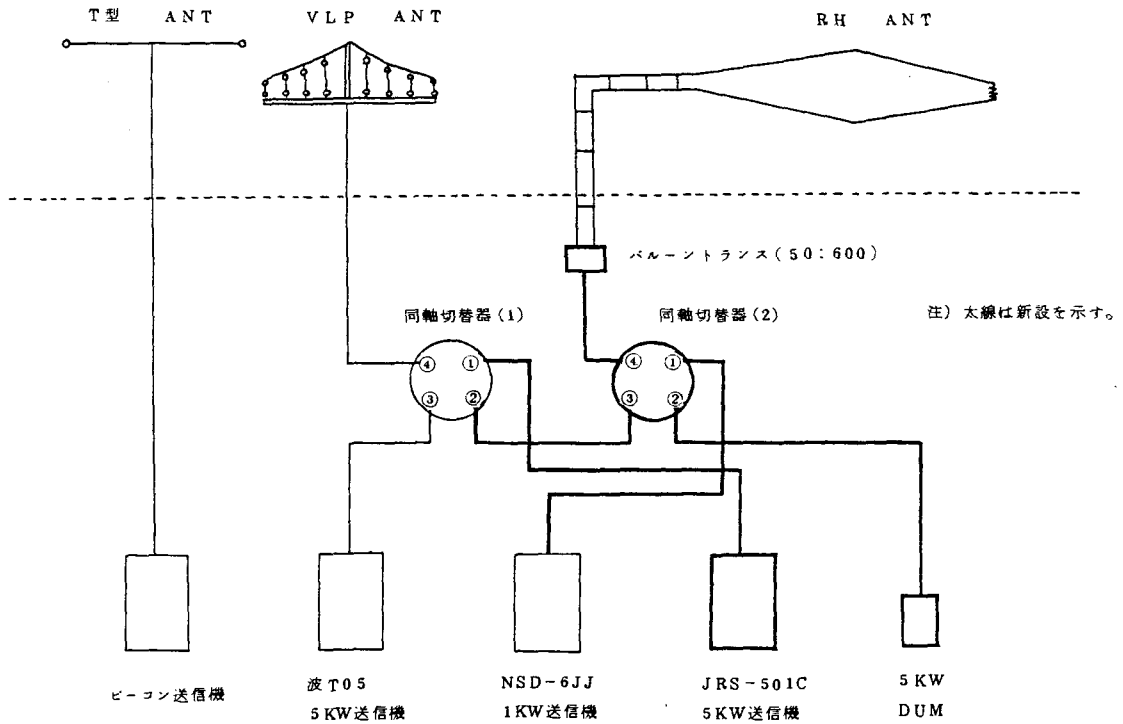 T型 ANT
VLP ANT
RH ANT
バルーントランス(50:600)
同軸切替器(1)
同軸切替器(2)
注) 太線は新設を示す。
④ ①
③ ②
④ ①
③ ②
ビーコン送信機
波T05
5KW送信機
NSD-6JJ
1KW送信機
JRS-501C
5KW送信機
5KW
DUM